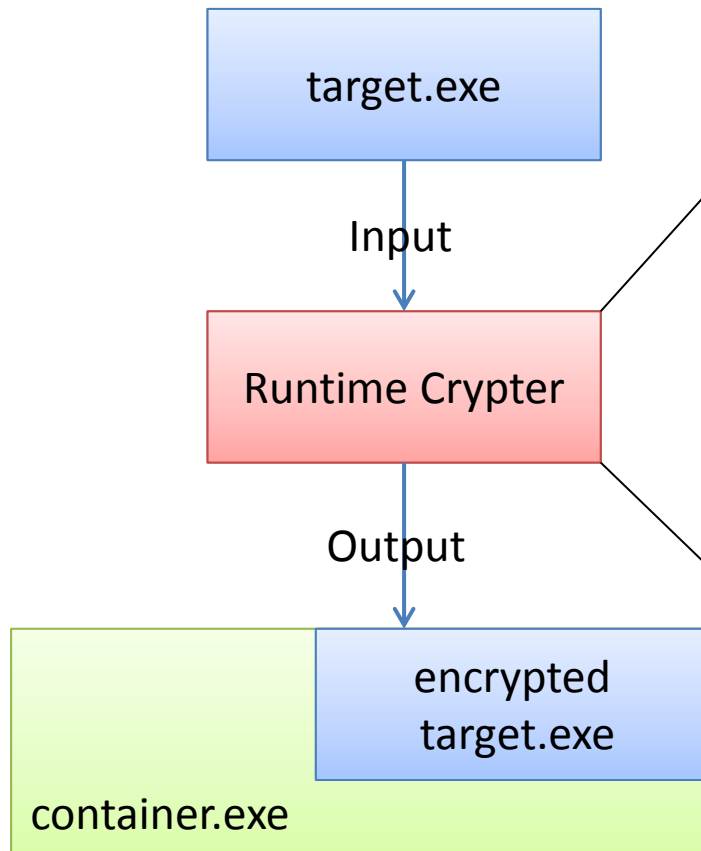 target.exe
Input
Runtime Crypter
Output
encrypted
target.exe
container.exe